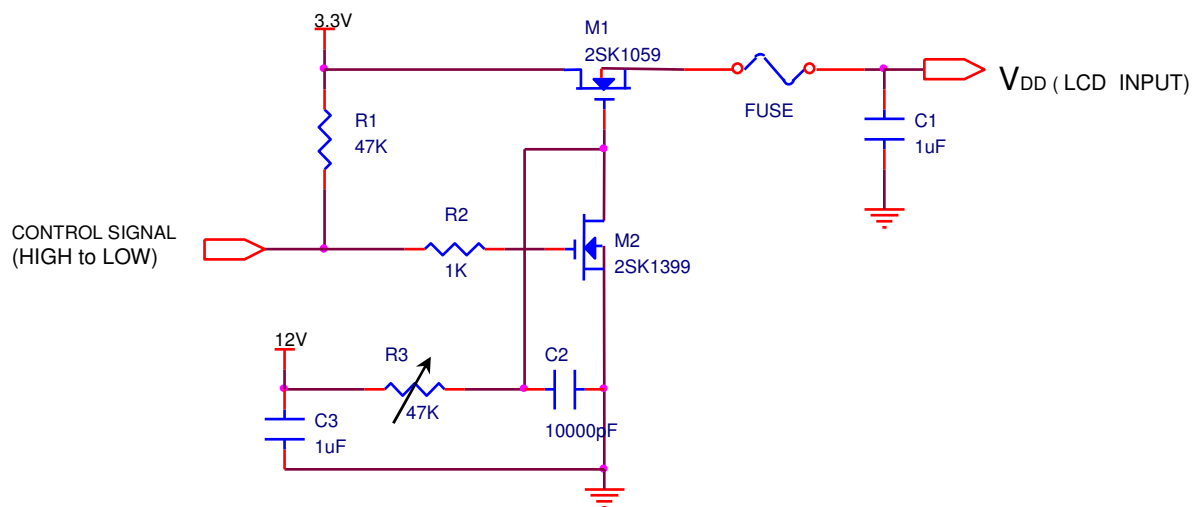 3.3V
M1
2SK1059
FUSE
VDD ( LCD INPUT)
R1
47K
C1
1uF
CONTROL SIGNAL
(HIGH to LOW)
R2
1K
M2
2SK1399
12V
R3
47K
C2
10000pF
C3
1uF